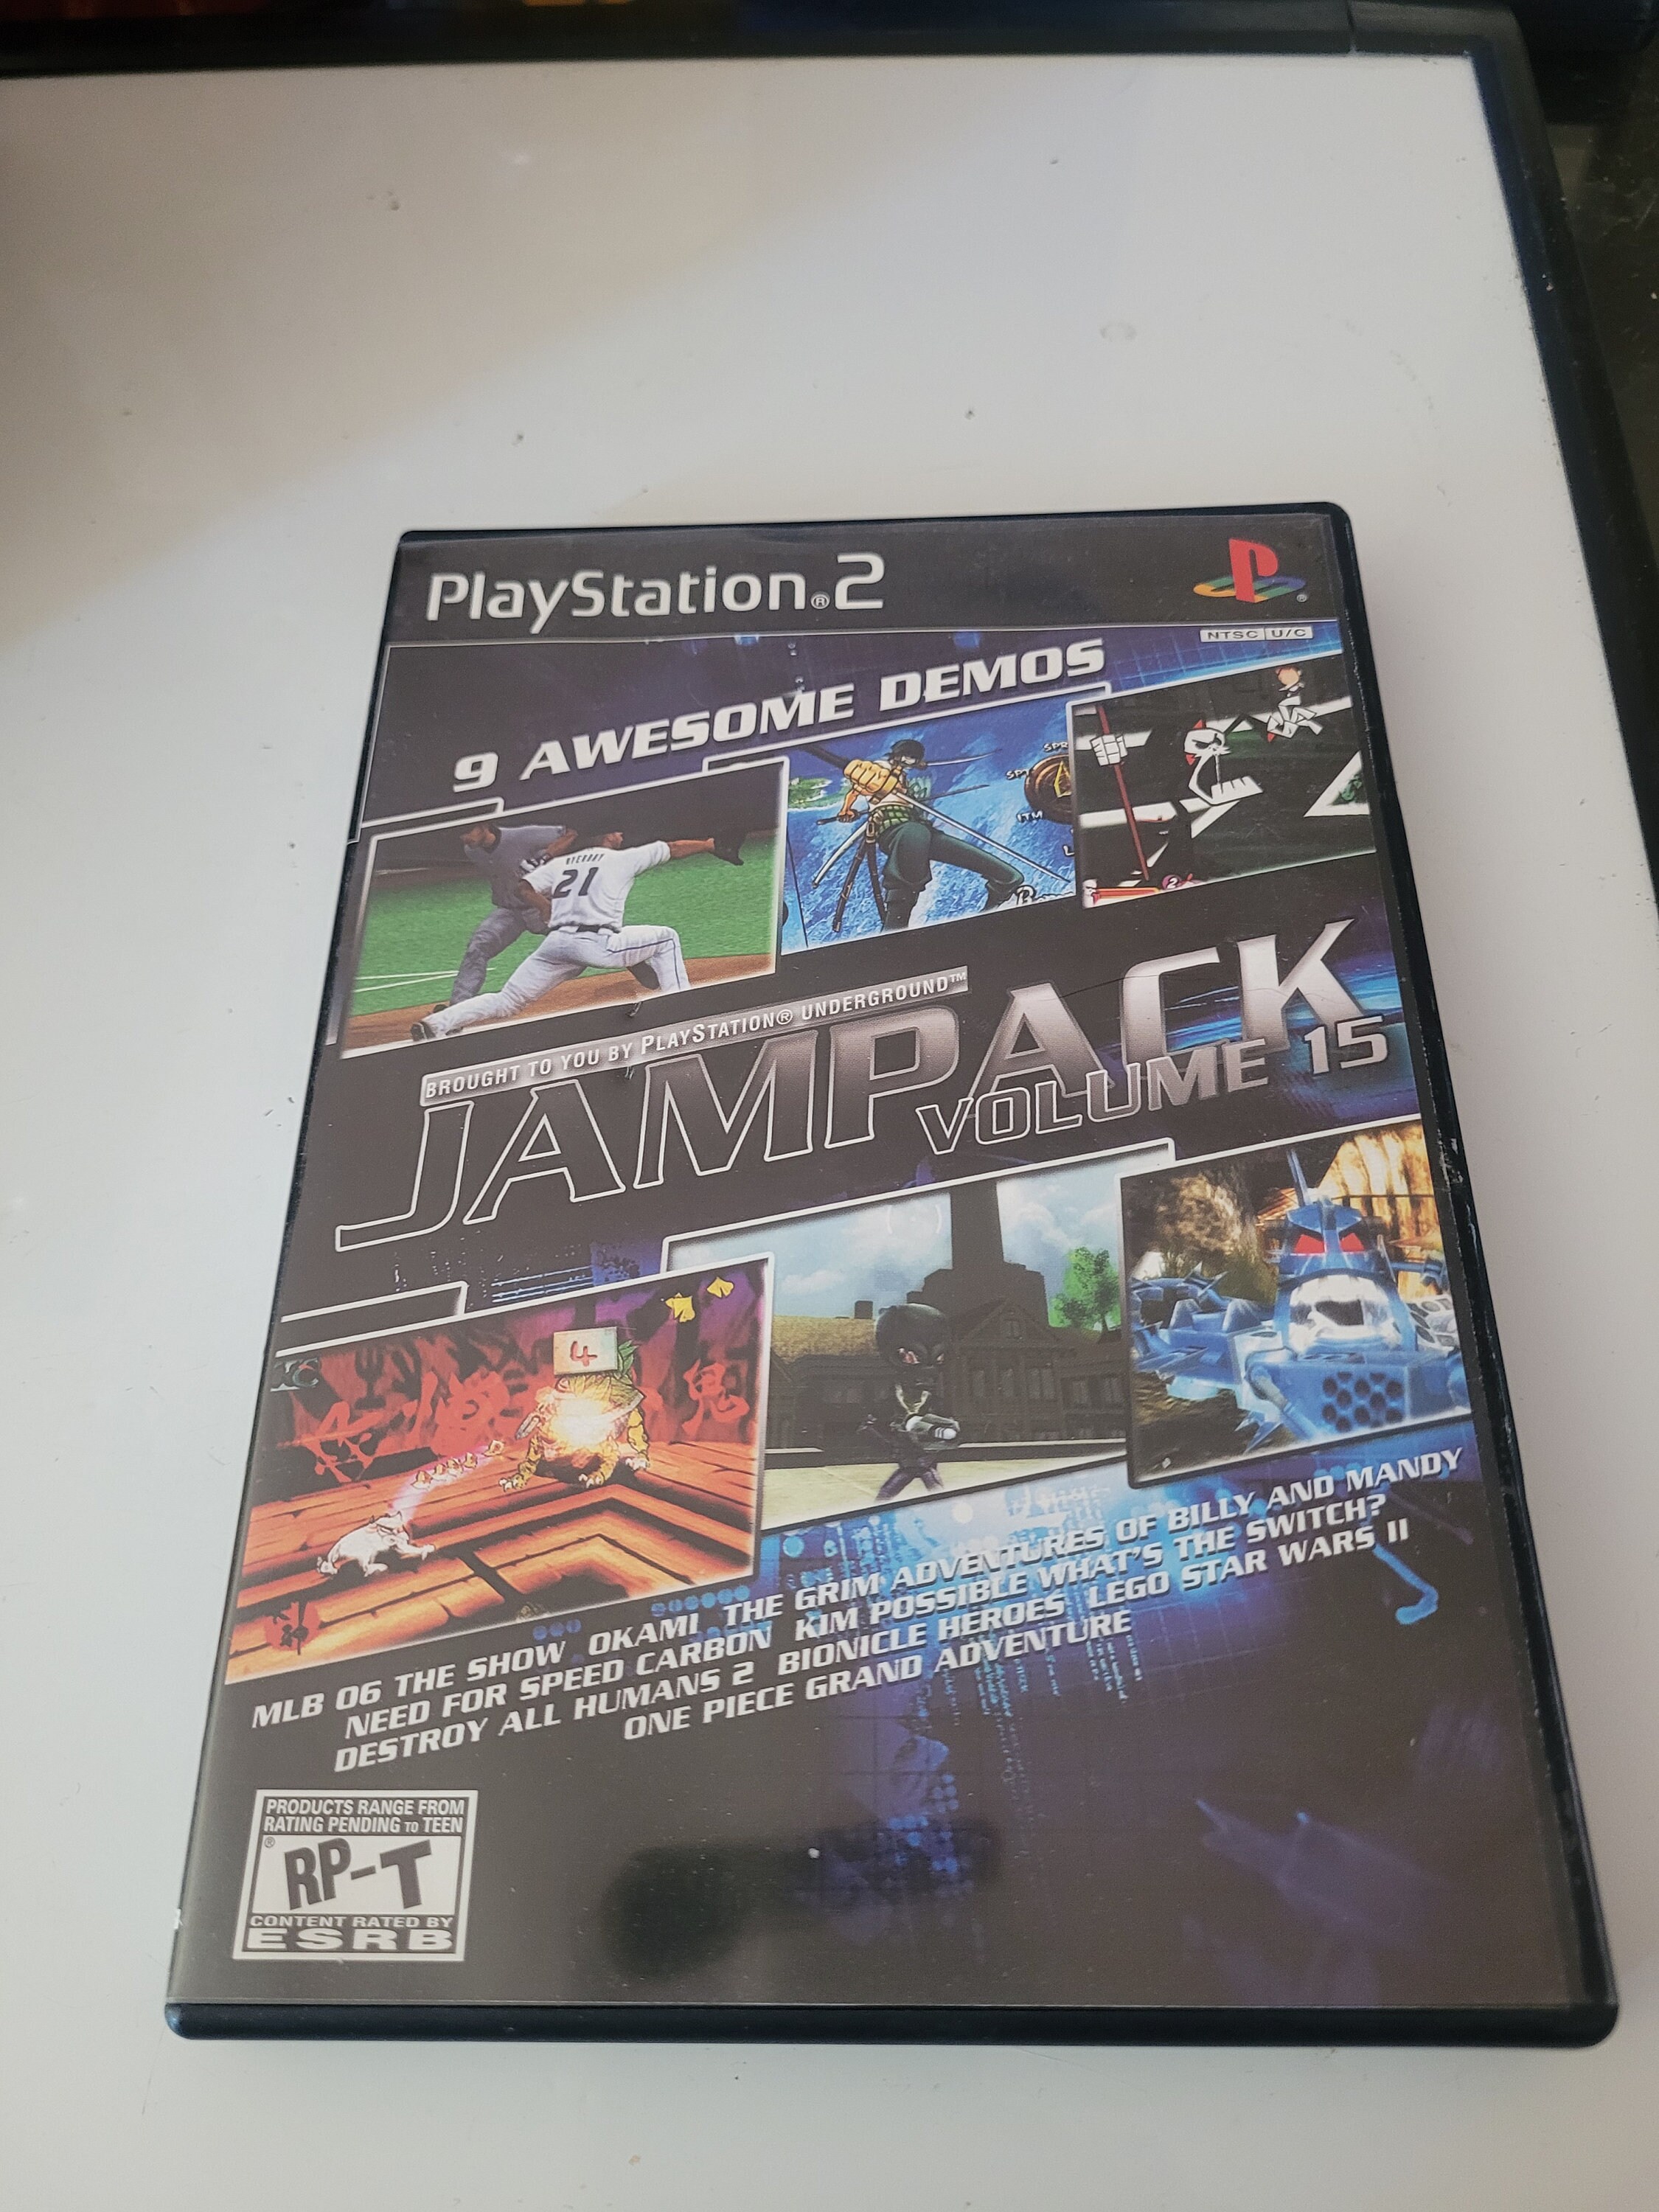 PlayStation®2
NTSC U/C
9 AWESOME DEMOS
21
BROUGHT TO YOU BY PLAYSTATION® UNDERGROUND™
JAMPACK
VOLUME 15
4
鬼
MLB 06 THE SHOW OKAMI THE GRIM ADVENTURES OF BILLY AND MANDY
NEED FOR SPEED CARBON KIM POSSIBLE WHAT'S THE SWITCH?
DESTROY ALL HUMANS 2 BIONICLE HEROES LEGO STAR WARS II
ONE PIECE GRAND ADVENTURE
PRODUCTS RANGE FROM
RATING PENDING TO TEEN
RP-T
®
CONTENT RATED BY
ESRB